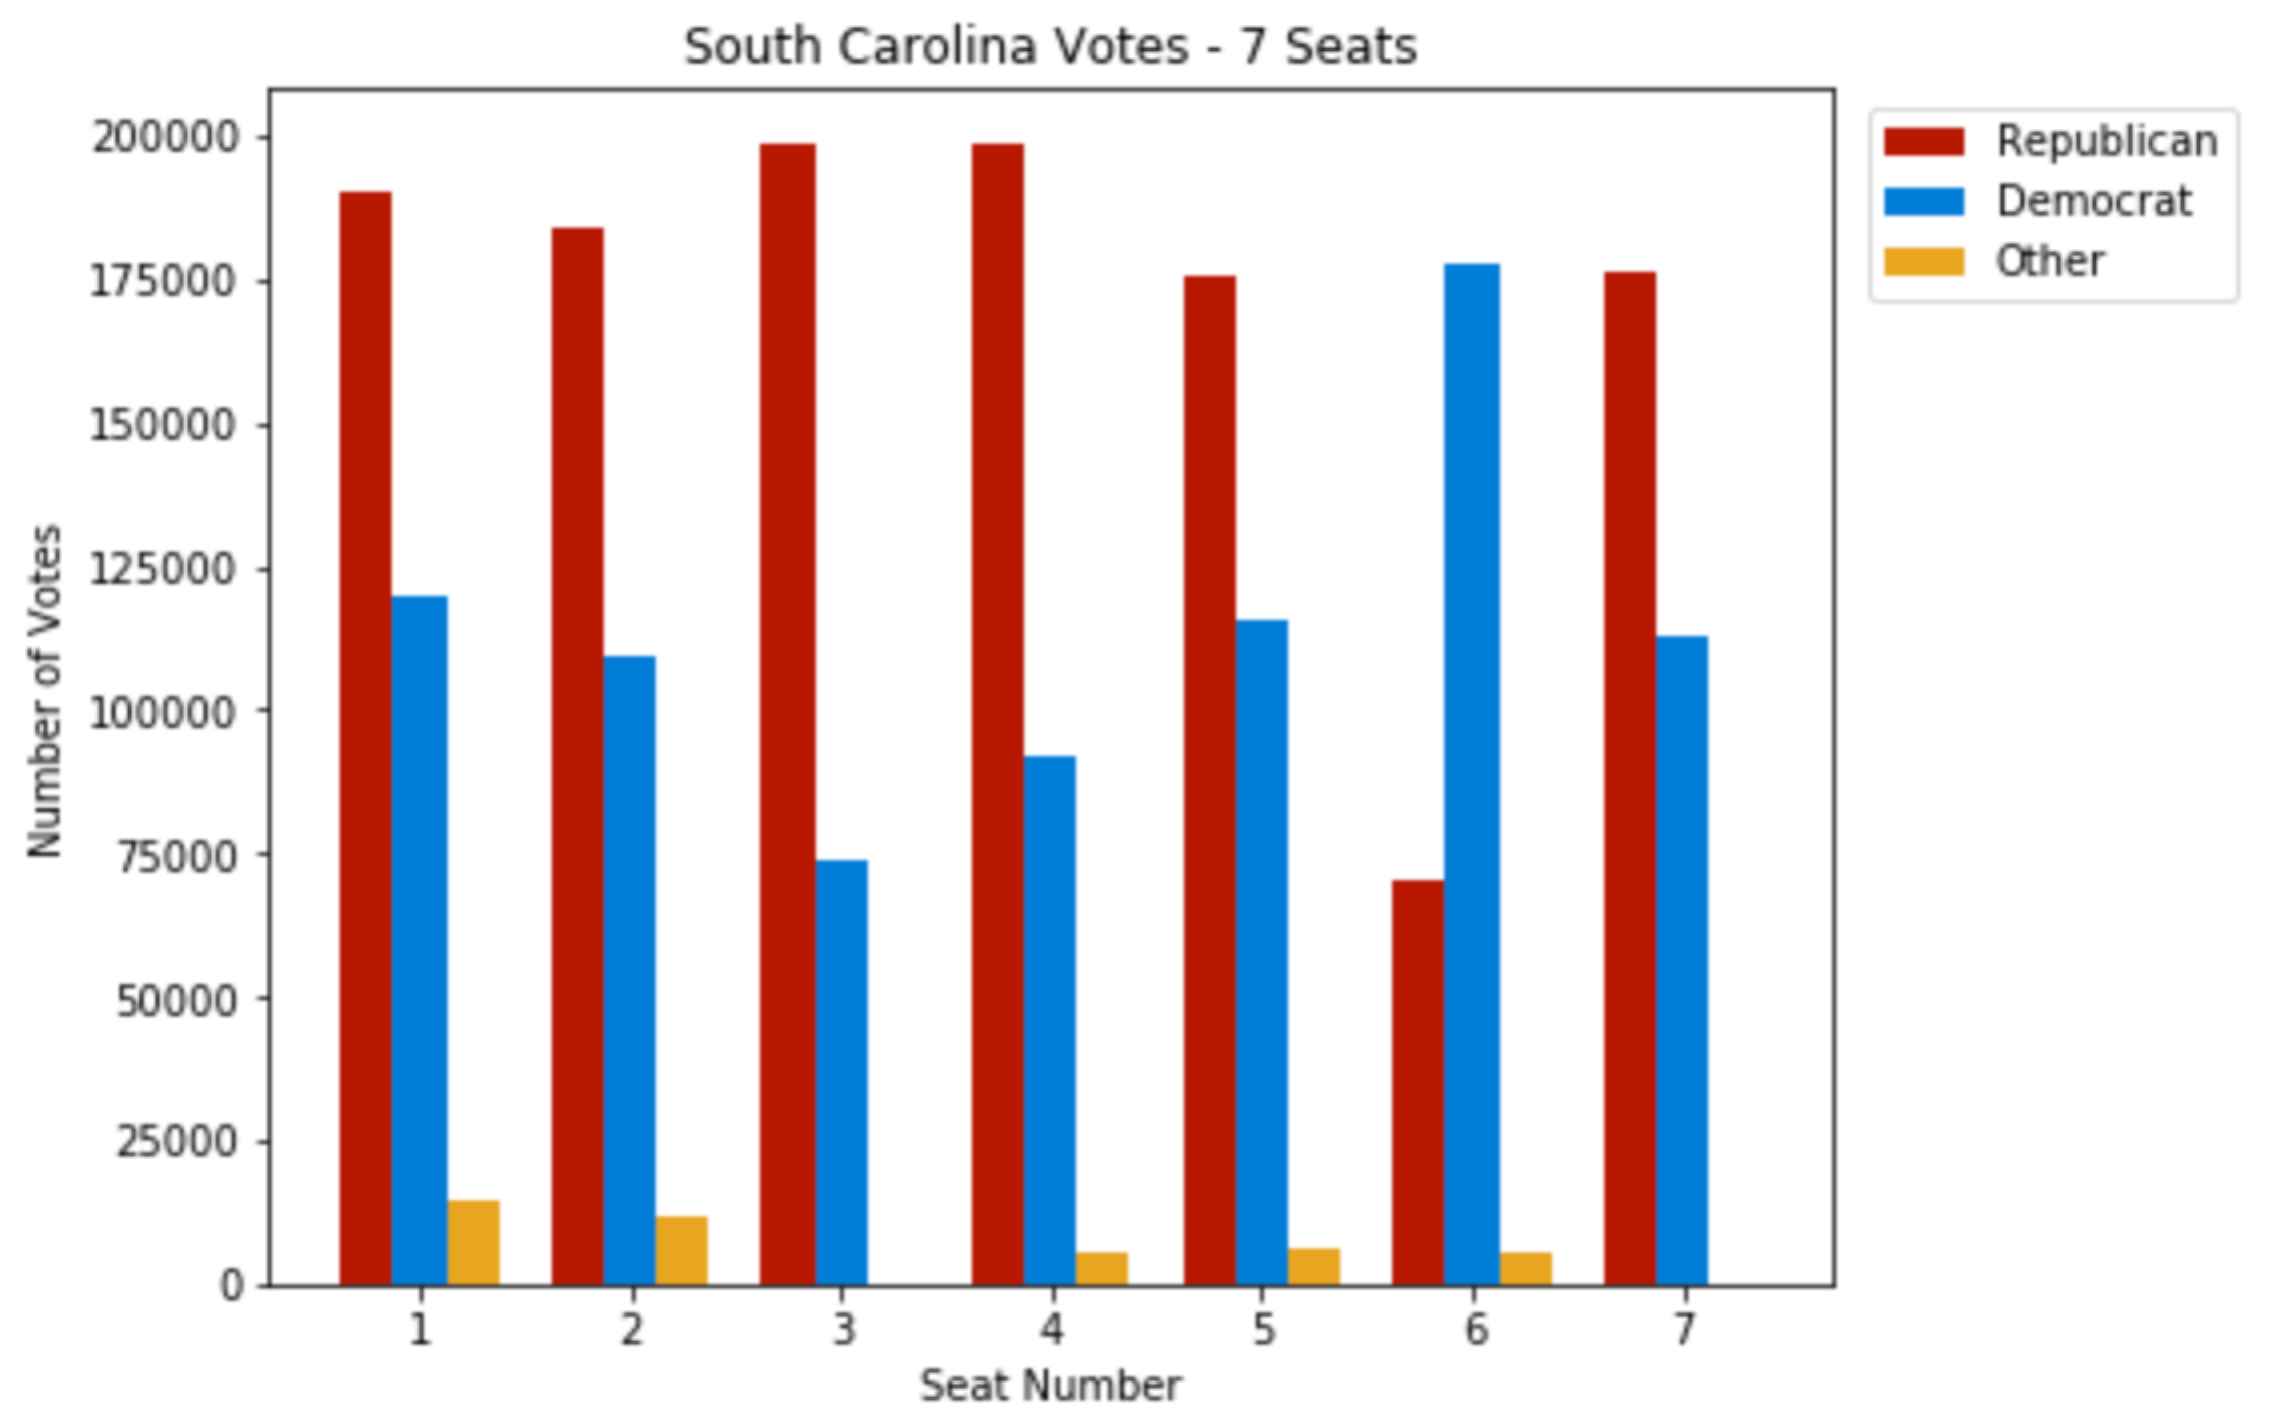 South Carolina Votes - 7 Seats
Republican
Democrat
Other
Number of Votes
200000
175000
150000
125000
100000
75000
50000
25000
0
1 2 3 4 5 6 7
Seat Number